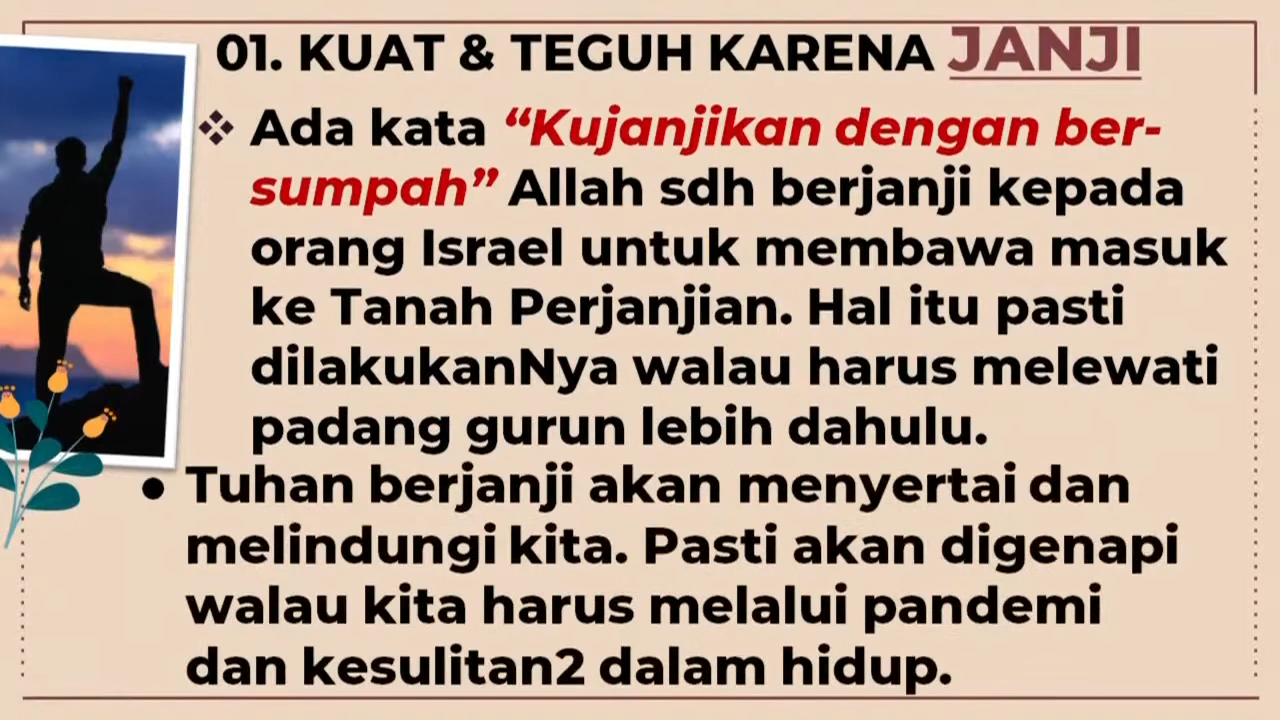 01. KUAT & TEGUH KARENA JANJI
❖ Ada kata “Kujanjikan dengan ber-
sumpah” Allah sdh berjanji kepada
orang Israel untuk membawa masuk
ke Tanah Perjanjian. Hal itu pasti
dilakukanNya walau harus melewati
padang gurun lebih dahulu.
• Tuhan berjanji akan menyertai dan
melindungi kita. Pasti akan digenapi
walau kita harus melalui pandemi
dan kesulitan2 dalam hidup.